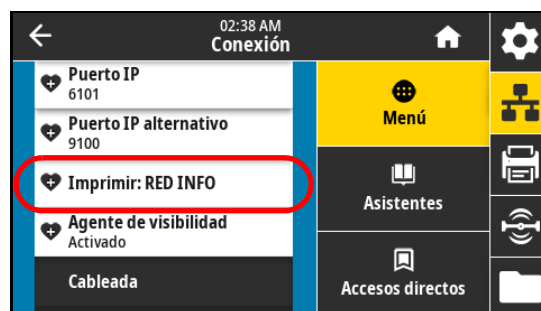 02:38 AM
Conexión
Puerto IP
6101
Puerto IP alternativo
9100
Imprimir: RED INFO
Agente de visibilidad
Activado
Cableada
Menú
Asistentes
Accesos directos